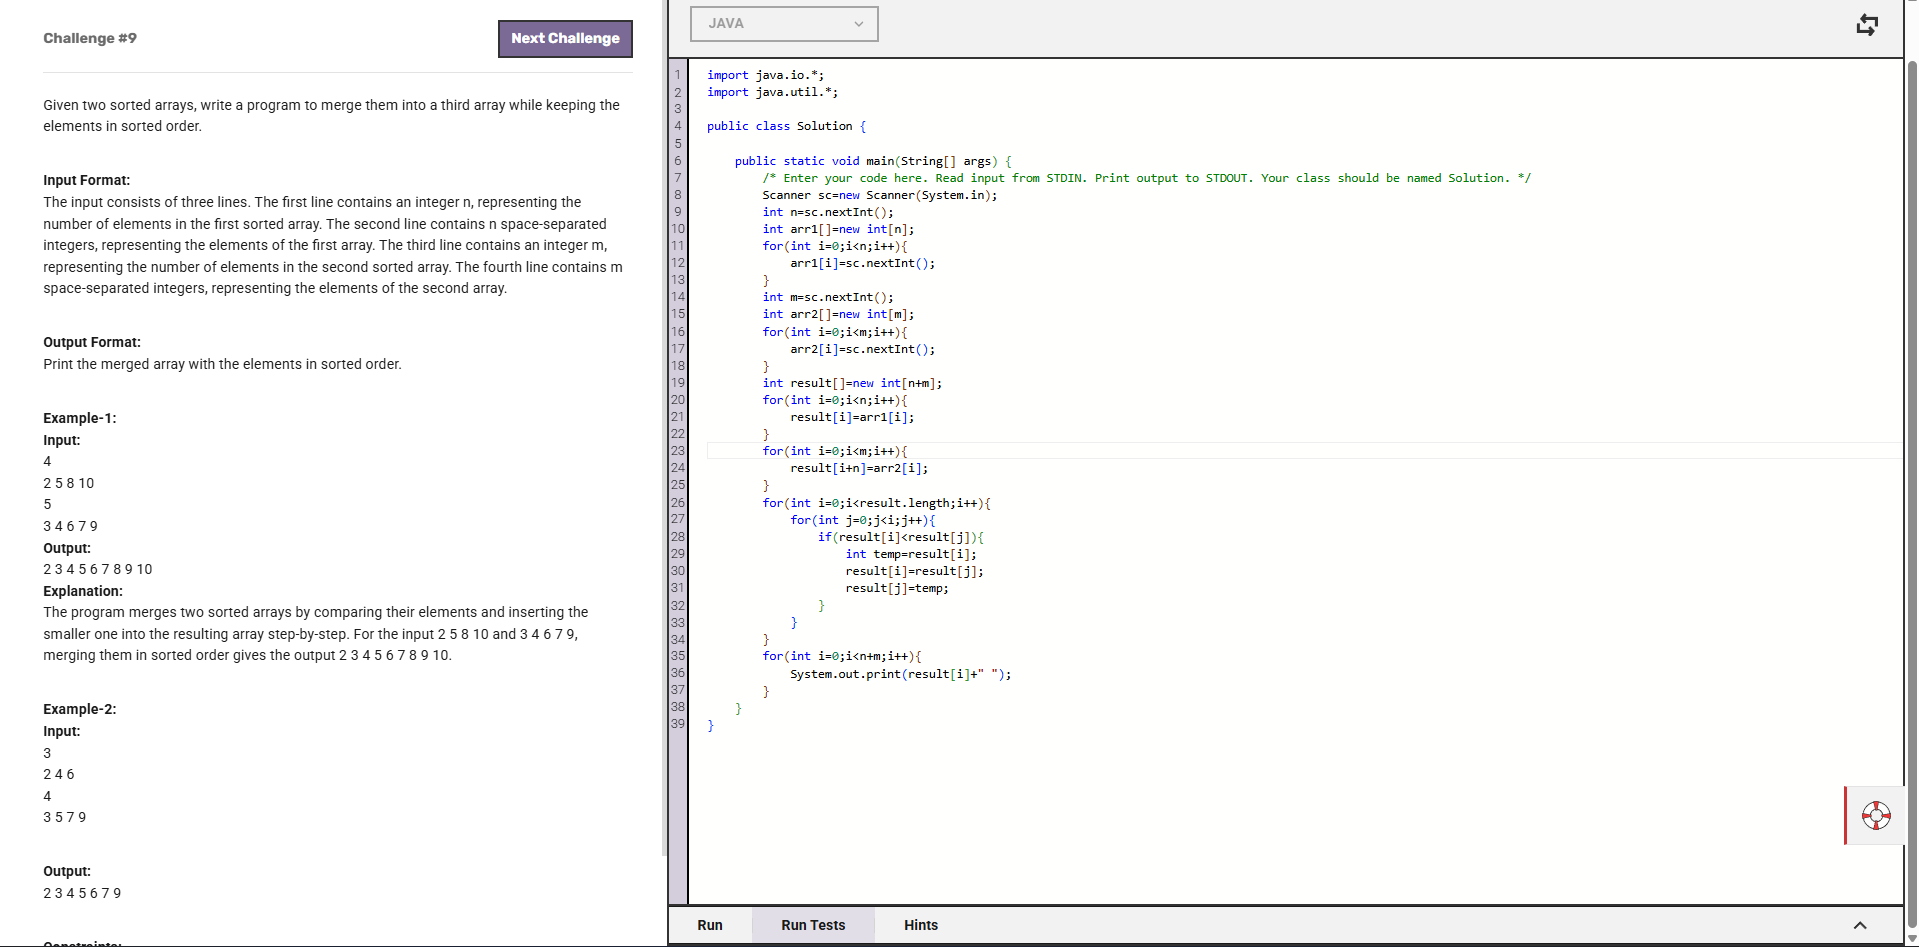 Challenge #9
Next Challenge
Given two sorted arrays, write a program to merge them into a third array while keeping the
elements in sorted order.
Input Format:
The input consists of three lines. The first line contains an integer n, representing the
number of elements in the first sorted array. The second line contains n space-separated
integers, representing the elements of the first array. The third line contains an integer m,
representing the number of elements in the second sorted array. The fourth line contains m
space-separated integers, representing the elements of the second array.
Output Format:
Print the merged array with the elements in sorted order.
Example-1:
Input:
4
2 5 8 10
5
3 4 6 7 9
Output:
2 3 4 5 6 7 8 9 10
Explanation:
The program merges two sorted arrays by comparing their elements and inserting the
smaller one into the resulting array step-by-step. For the input 2 5 8 10 and 3 4 6 7 9,
merging them in sorted order gives the output 2 3 4 5 6 7 8 9 10.
Example-2:
Input:
3
2 4 6
4
3 5 7 9
Output:
2 3 4 5 6 7 9
Constraints:
JAVA
1 import java.io.*;
2 import java.util.*;
3
4 public class Solution {
5
6 public static void main(String[] args) {
7 /* Enter your code here. Read input from STDIN. Print output to STDOUT. Your class should be named Solution. */
8 Scanner sc=new Scanner(System.in);
9 int n=sc.nextInt();
10 int arr1[]=new int[n];
11 for(int i=0;i<n;i++){
12 arr1[i]=sc.nextInt();
13 }
14 int m=sc.nextInt();
15 int arr2[]=new int[m];
16 for(int i=0;i<m;i++){
17 arr2[i]=sc.nextInt();
18 }
19 int result[]=new int[n+m];
20 for(int i=0;i<n;i++){
21 result[i]=arr1[i];
22 }
23 for(int i=0;i<m;i++){
24 result[i+n]=arr2[i];
25 }
26 for(int i=0;i<result.length;i++){
27 for(int j=0;j<i;j++){
28 if(result[i]<result[j]){
29 int temp=result[i];
30 result[i]=result[j];
31 result[j]=temp;
32 }
33 }
34 }
35 for(int i=0;i<n+m;i++){
36 System.out.print(result[i]+" ");
37 }
38 }
39 }
Run
Run Tests
Hints